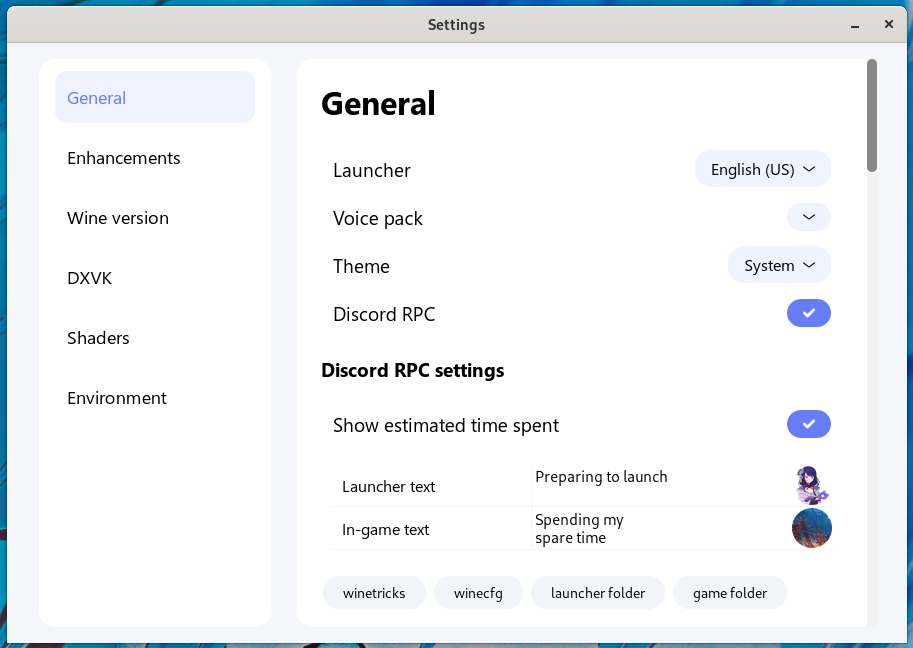 Settings
General
Enhancements
Wine version
DXVK
Shaders
Environment
General
Launcher
English (US)
Voice pack
Theme
System
Discord RPC
Discord RPC settings
Show estimated time spent
Launcher text
Preparing to launch
In-game text
Spending my
spare time
winetricks
winecfg
launcher folder
game folder